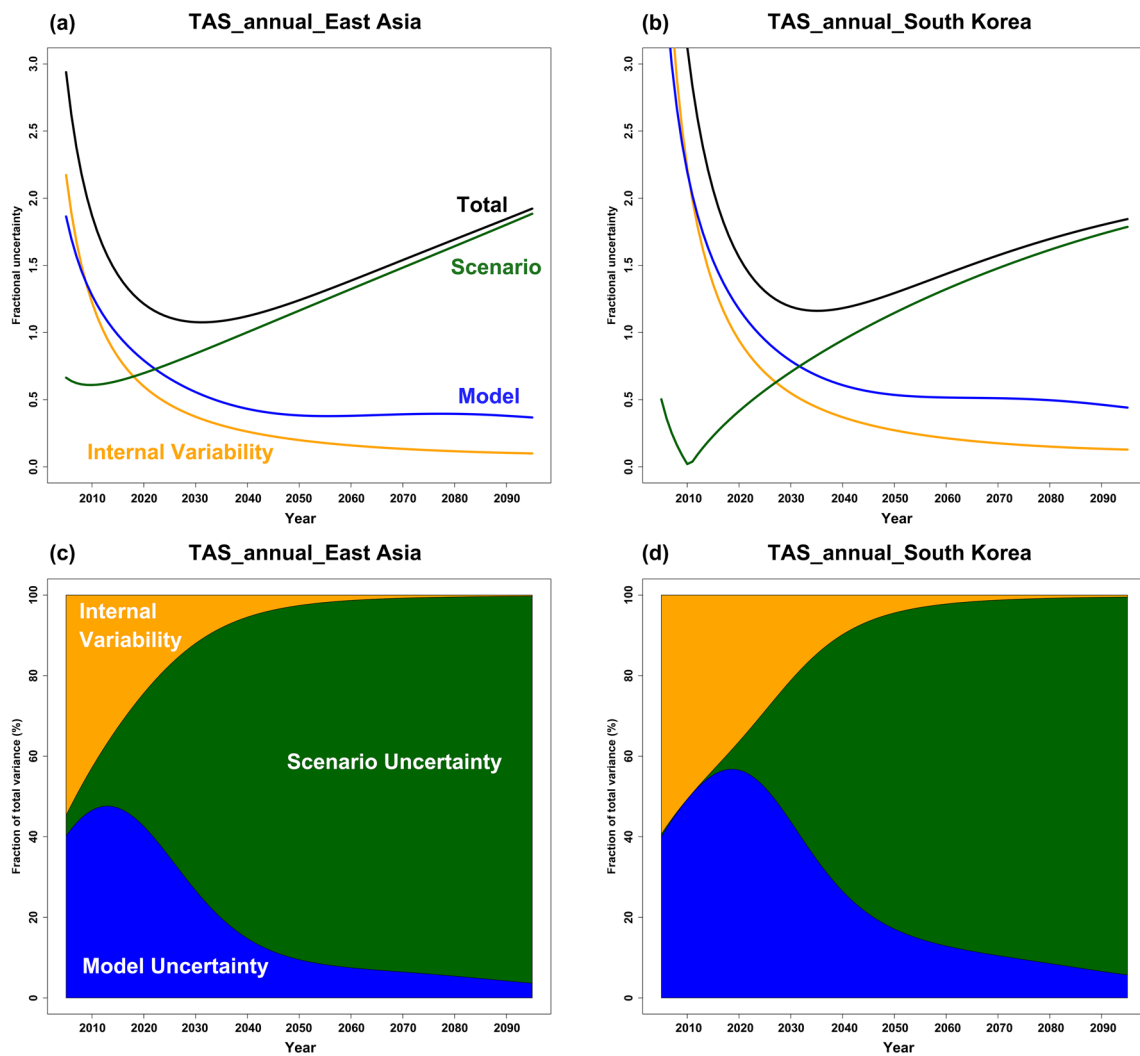 (a) TAS_annual_East Asia
Fractional uncertainty
3.0
2.5
2.0
1.5
1.0
0.5
0.0
Total
Scenario
Model
Internal Variability
2010 2020 2030 2040 2050 2060 2070 2080 2090
Year
(b) TAS_annual_South Korea
Fractional uncertainty
3.0
2.5
2.0
1.5
1.0
0.5
0.0
2010 2020 2030 2040 2050 2060 2070 2080 2090
Year
(c) TAS_annual_East Asia
Fraction of total variance (%)
100
80
60
40
20
0
Internal
Variability
Scenario Uncertainty
Model Uncertainty
2010 2020 2030 2040 2050 2060 2070 2080 2090
Year
(d) TAS_annual_South Korea
Fraction of total variance (%)
100
80
60
40
20
0
2010 2020 2030 2040 2050 2060 2070 2080 2090
Year